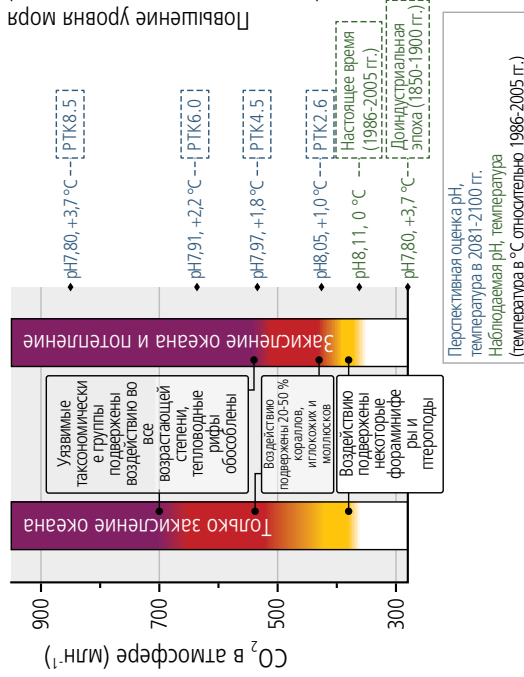 Повышение уровня моря
CO2 в атмосфере (млн-1)
900
700
500
300
Только закисление океана
Закисление океана и потепление
Уязвимые
таксономически
е группы
подвержены
воздействию во
все
возрастающей
степени,
тепловодные
рифы
обособлены
Воздействию
подвержены 20-50 %
кораллов,
иглокожих и
моллюсков
Воздействию
подвержены
некоторые
фораминифе
ры и
птероподы
pH7,80, +3,7 °C
РТК8.5
pH7,91, +2,2 °C
РТК6.0
pH7,97, +1,8°C
РТК4.5
pH8,05, +1,0 °C
РТК2.6
pH8,11, 0 °C
Настоящее время
(1986-2005 гг.)
pH7,80, +3,7 °C
Доиндустриальная
эпоха (1850-1900 гг.)
Перспективная оценка pH,
температура в 2081-2100 гг.
Наблюдаемая pH, температура
(температура в °C относительно 1986-2005 гг.)